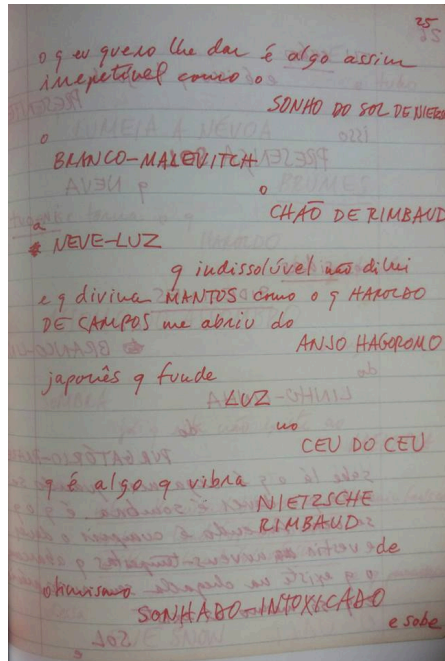 25
o q eu quero lhe dar é algo assim
irrepetível como o
SONHO DO SOL DE NIETZS
o
BRANCO-MALEVITCH
o
CHÃO DE RIMBAUD
a
NEVE-LUZ
q indissolúvel não dilui
e q divina MANTOS como o q HAROLDO
DE CAMPOS me abriu do
ANJO HAGOROMO
japonês q funde
LUZ
no
CEU DO CEU
q é algo q vibra
NIETZSCHE
RIMBAUD
de
otimismo
SONHADO-INTOXICADO
e sobe